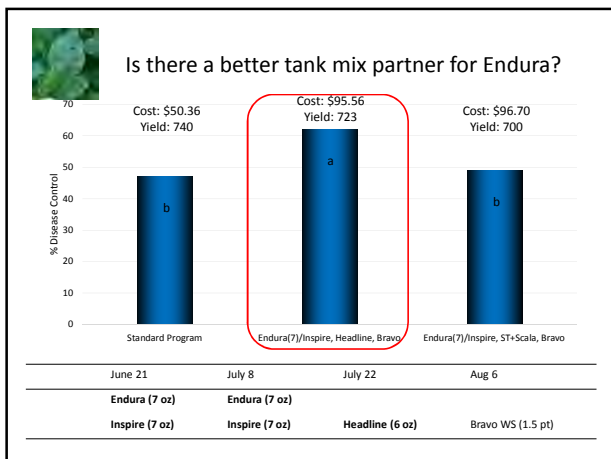 Is there a better tank mix partner for Endura?
Cost: $50.36
Yield: 740
Cost: $95.56
Yield: 723
Cost: $96.70
Yield: 700
% Disease Control
70
60
50
40
30
20
10
0
b
a
b
Standard Program
Endura(7)/Inspire, Headline, Bravo
Endura(7)/Inspire, ST+Scala, Bravo
June 21 July 8 July 22 Aug 6
Endura (7 oz) Endura (7 oz)
Inspire (7 oz) Inspire (7 oz) Headline (6 oz) Bravo WS (1.5 pt)